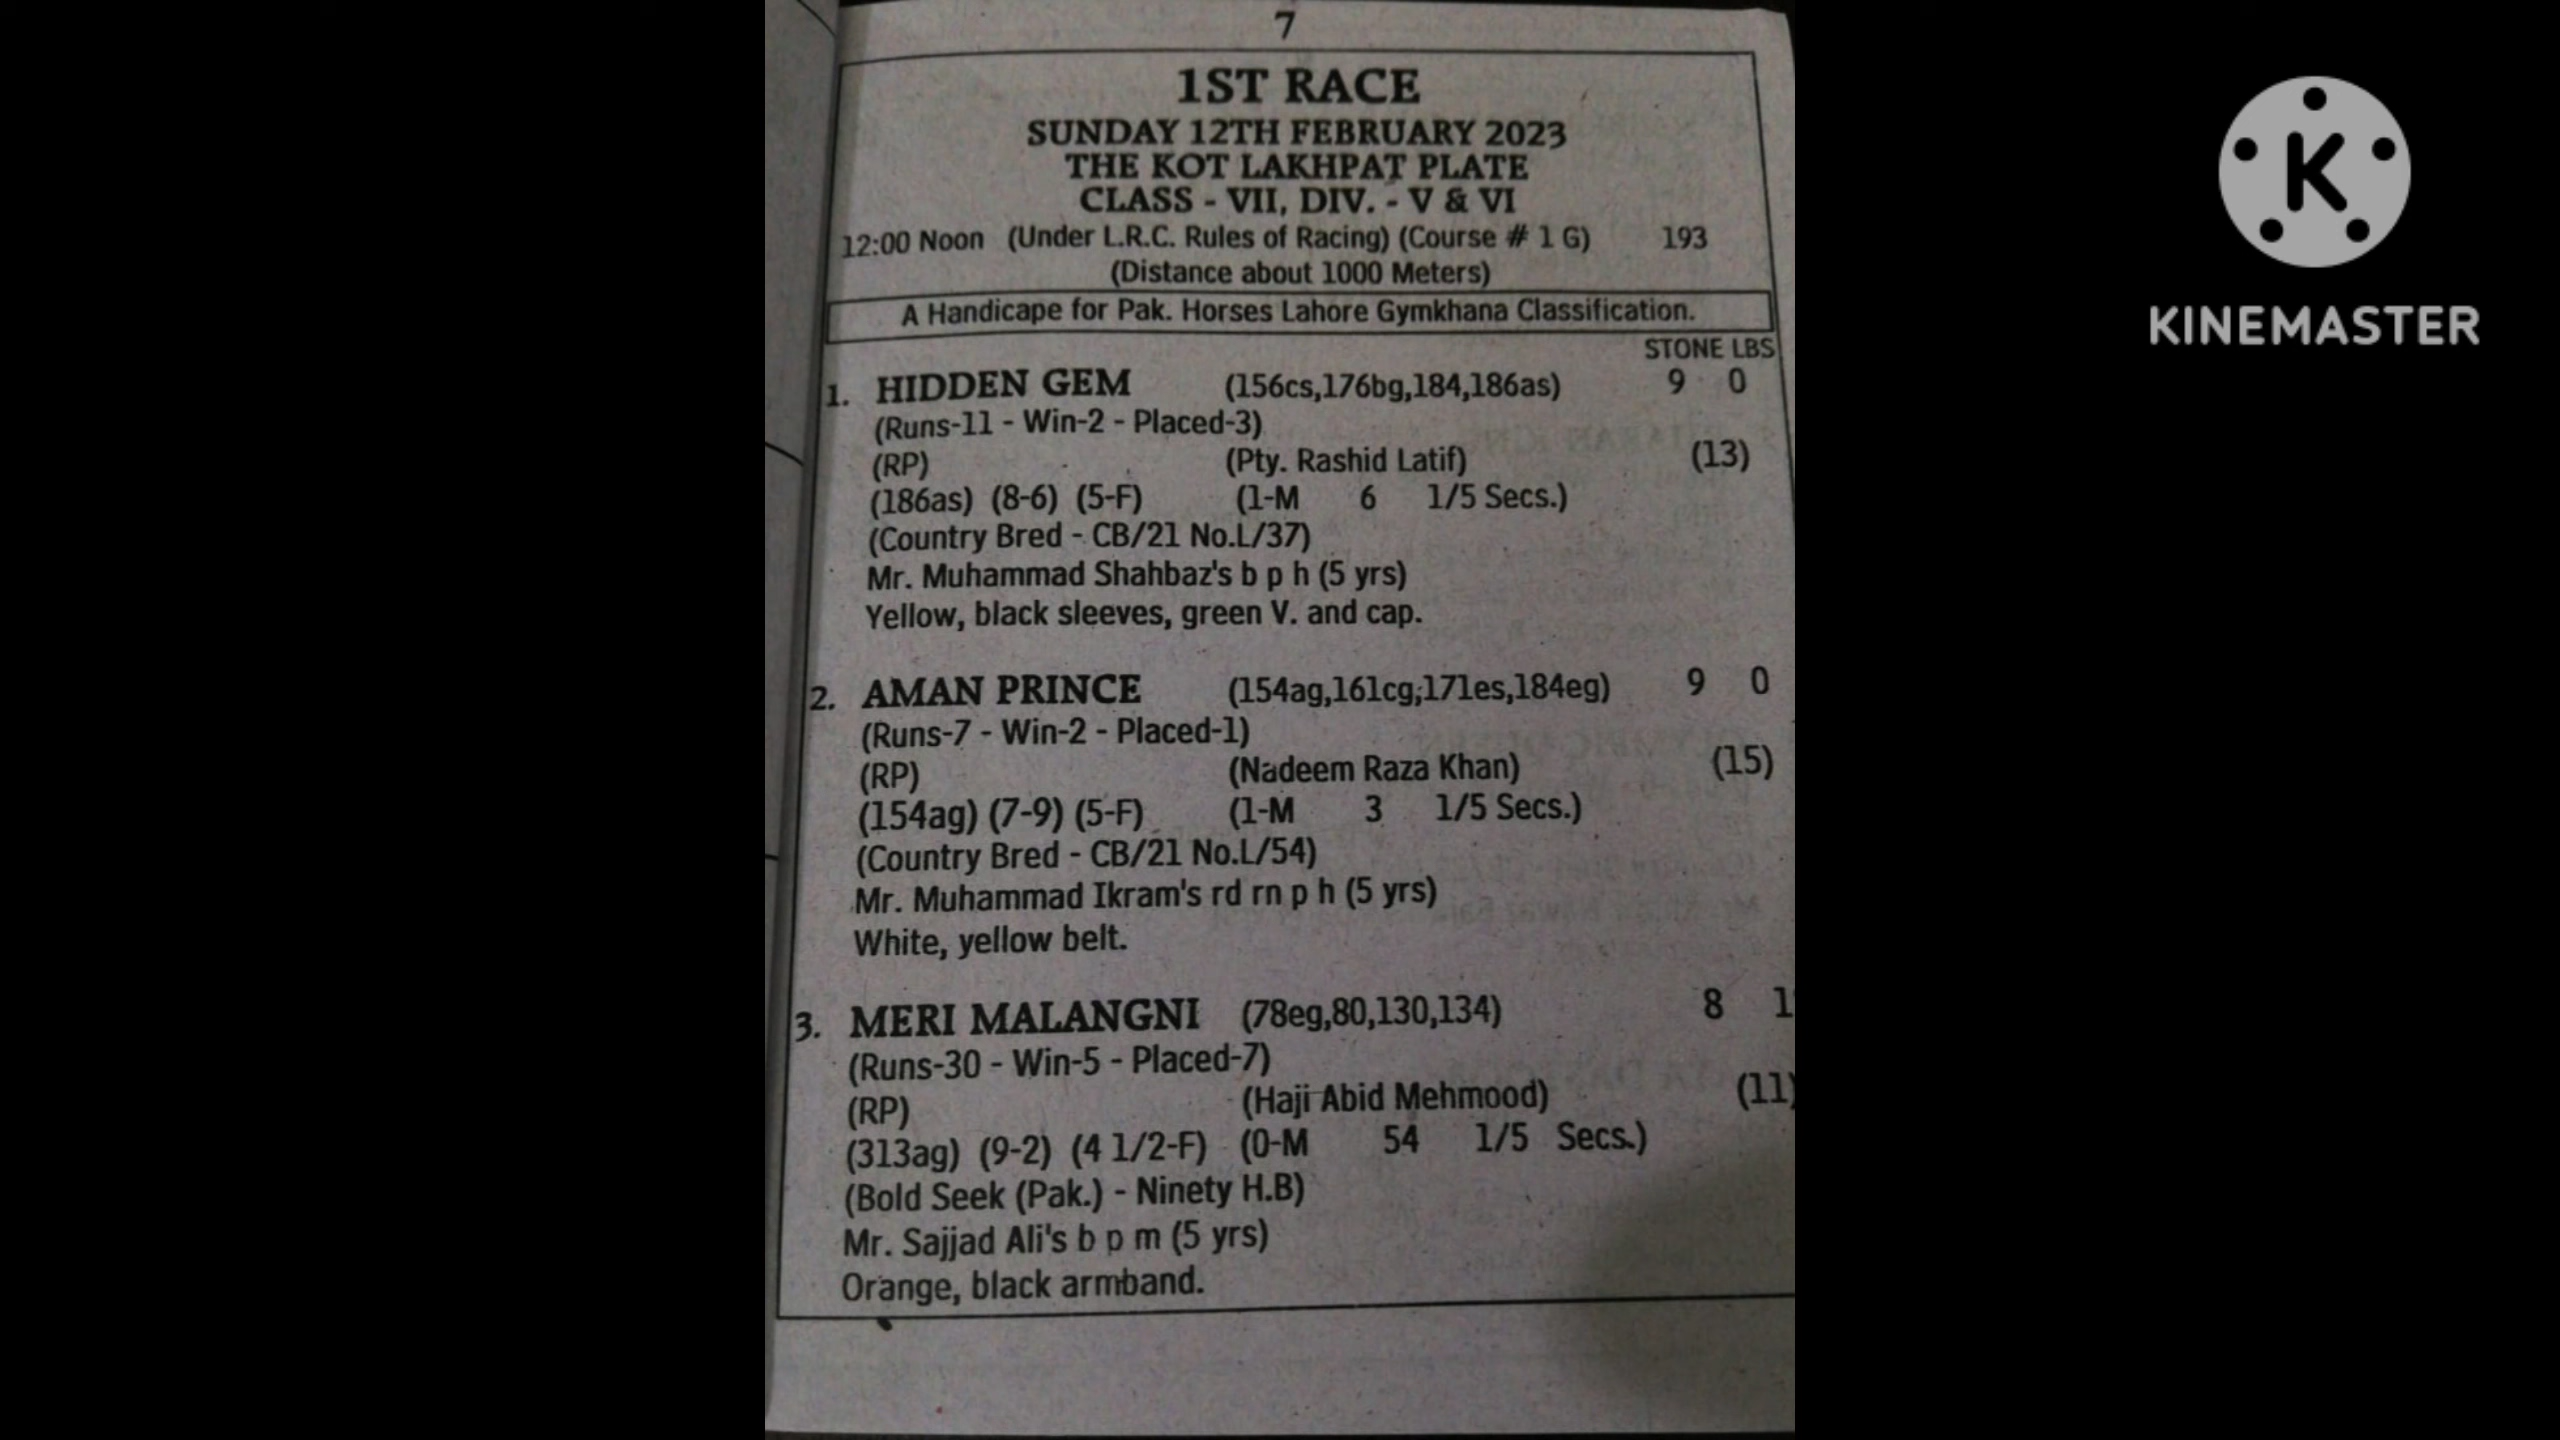 7
1ST RACE
SUNDAY 12TH FEBRUARY 2023
THE KOT LAKHPAT PLATE
CLASS - VII, DIV. - V & VI
12:00 Noon (Under L.R.C. Rules of Racing) (Course # 1 G) 193
(Distance about 1000 Meters)
A Handicape for Pak. Horses Lahore Gymkhana Classification.
STONE LBS
1. HIDDEN GEM (156cs,176bg,184,186as) 9 0
(Runs-11 - Win-2 - Placed-3)
(RP) (Pty. Rashid Latif) (13)
(186as) (8-6) (5-F) (1-M 6 1/5 Secs.)
(Country Bred - CB/21 No.L/37)
Mr. Muhammad Shahbaz's b p h (5 yrs)
Yellow, black sleeves, green V. and cap.
2. AMAN PRINCE (154ag,161cg,171es,184eg) 9 0
(Runs-7 - Win-2 - Placed-1)
(RP) (Nadeem Raza Khan) (15)
(154ag) (7-9) (5-F) (1-M 3 1/5 Secs.)
(Country Bred - CB/21 No.L/54)
Mr. Muhammad Ikram's rd rn p h (5 yrs)
White, yellow belt.
3. MERI MALANGNI (78eg,80,130,134) 8
(Runs-30 - Win-5 - Placed-7)
(RP) (Haji Abid Mehmood) (11)
(313ag) (9-2) (4 1/2-F) (0-M 54 1/5 Secs.)
(Bold Seek (Pak.) - Ninety H.B)
Mr. Sajjad Ali's b p m (5 yrs)
Orange, black armband.
K
KINEMASTER